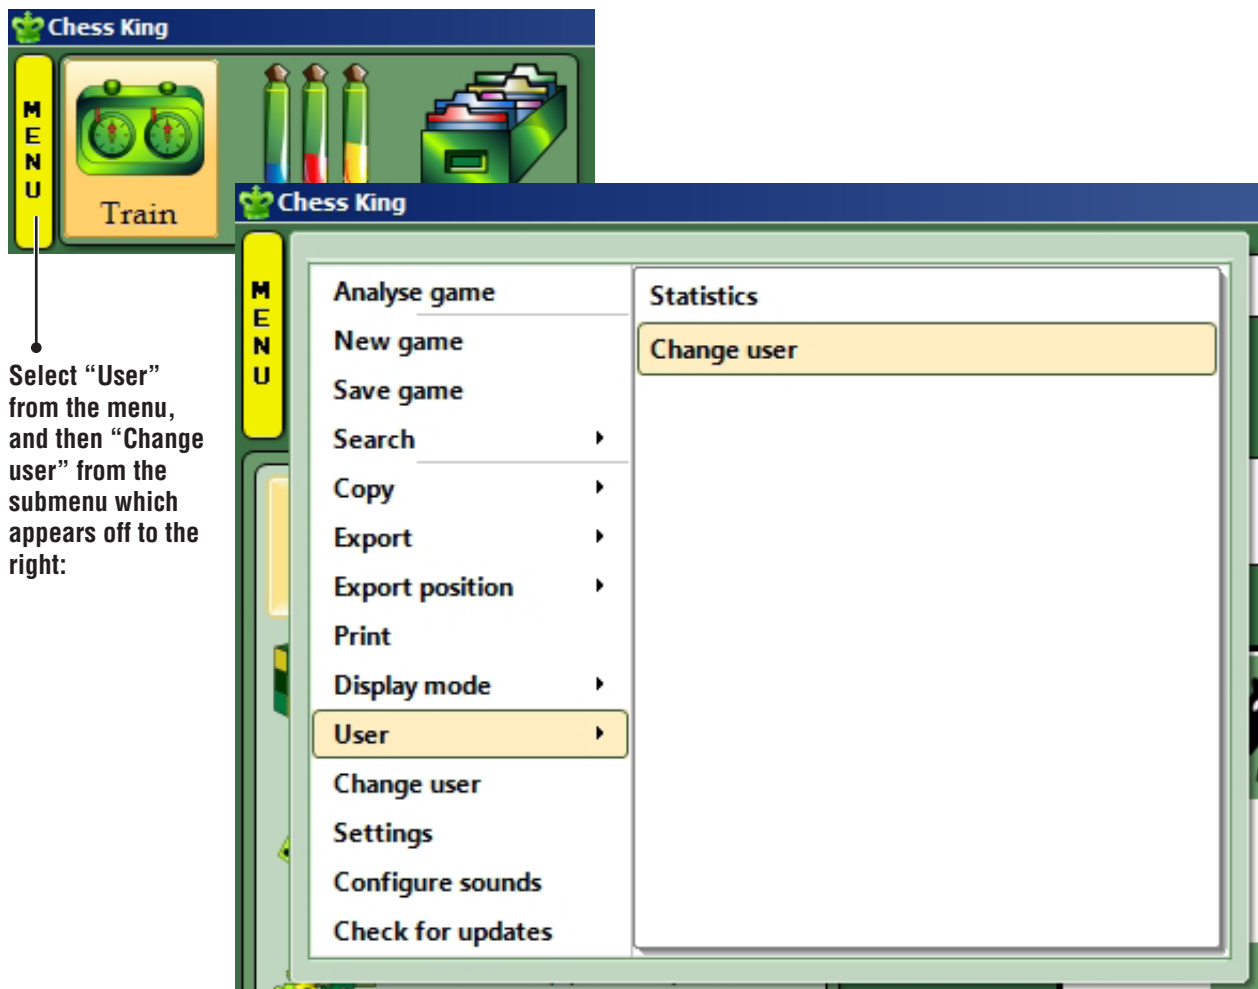 Chess King
M
E
N
U
Train
Select “User”
from the menu,
and then “Change
user” from the
submenu which
appears off to the
right:
Chess King
M
E
N
U
Analyse game
New game
Save game
Search
Copy
Export
Export position
Print
Display mode
User
Change user
Settings
Configure sounds
Check for updates
Statistics
Change user